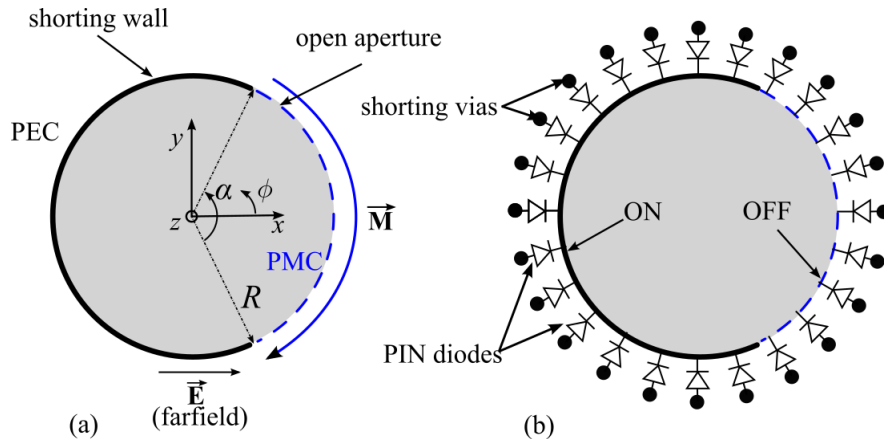 shorting wall
open aperture
PEC
y
α
ϕ
z
x
M
PMC
R
E
(farfield)
(a)
shorting vias
ON
OFF
PIN diodes
(b)